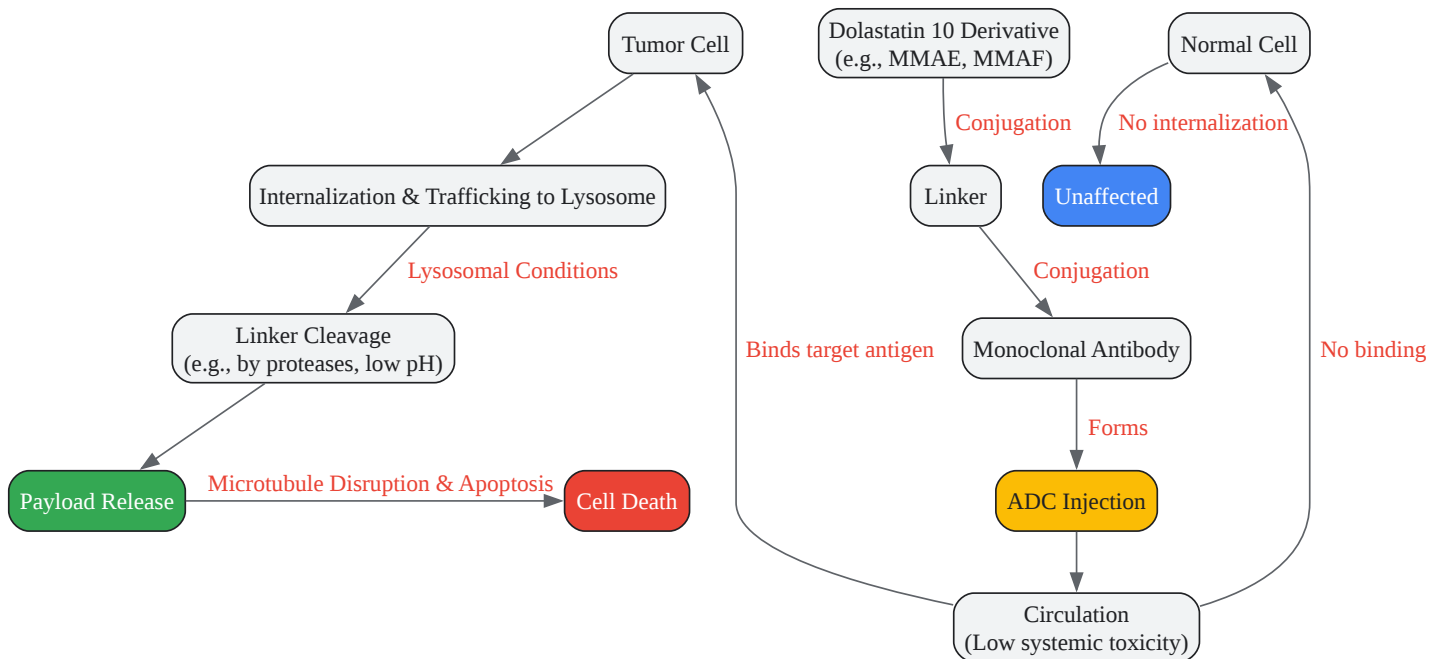 Tumor Cell
Dolastatin 10 Derivative
(e.g., MMAE, MMAF)
Normal Cell
Conjugation
No internalization
Internalization & Trafficking to Lysosome
Linker
Unaffected
Lysosomal Conditions
Conjugation
Linker Cleavage
(e.g., by proteases, low pH)
Binds target antigen
Monoclonal Antibody
No binding
Forms
Payload Release
Microtubule Disruption & Apoptosis
Cell Death
ADC Injection
Circulation
(Low systemic toxicity)